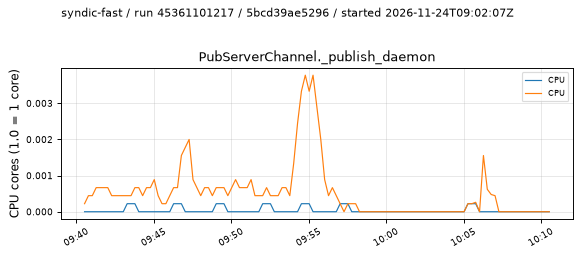 syndic-fast / run 45361101217 / 5bcd39ae5296 / started 2026-11-24T09:02:07Z
PubServerChannel._publish_daemon
CPU cores (1.0 = 1 core)
0.003
0.002
0.001
0.000
CPU
CPU
09:40
09:45
09:50
09:55
10:00
10:05
10:10